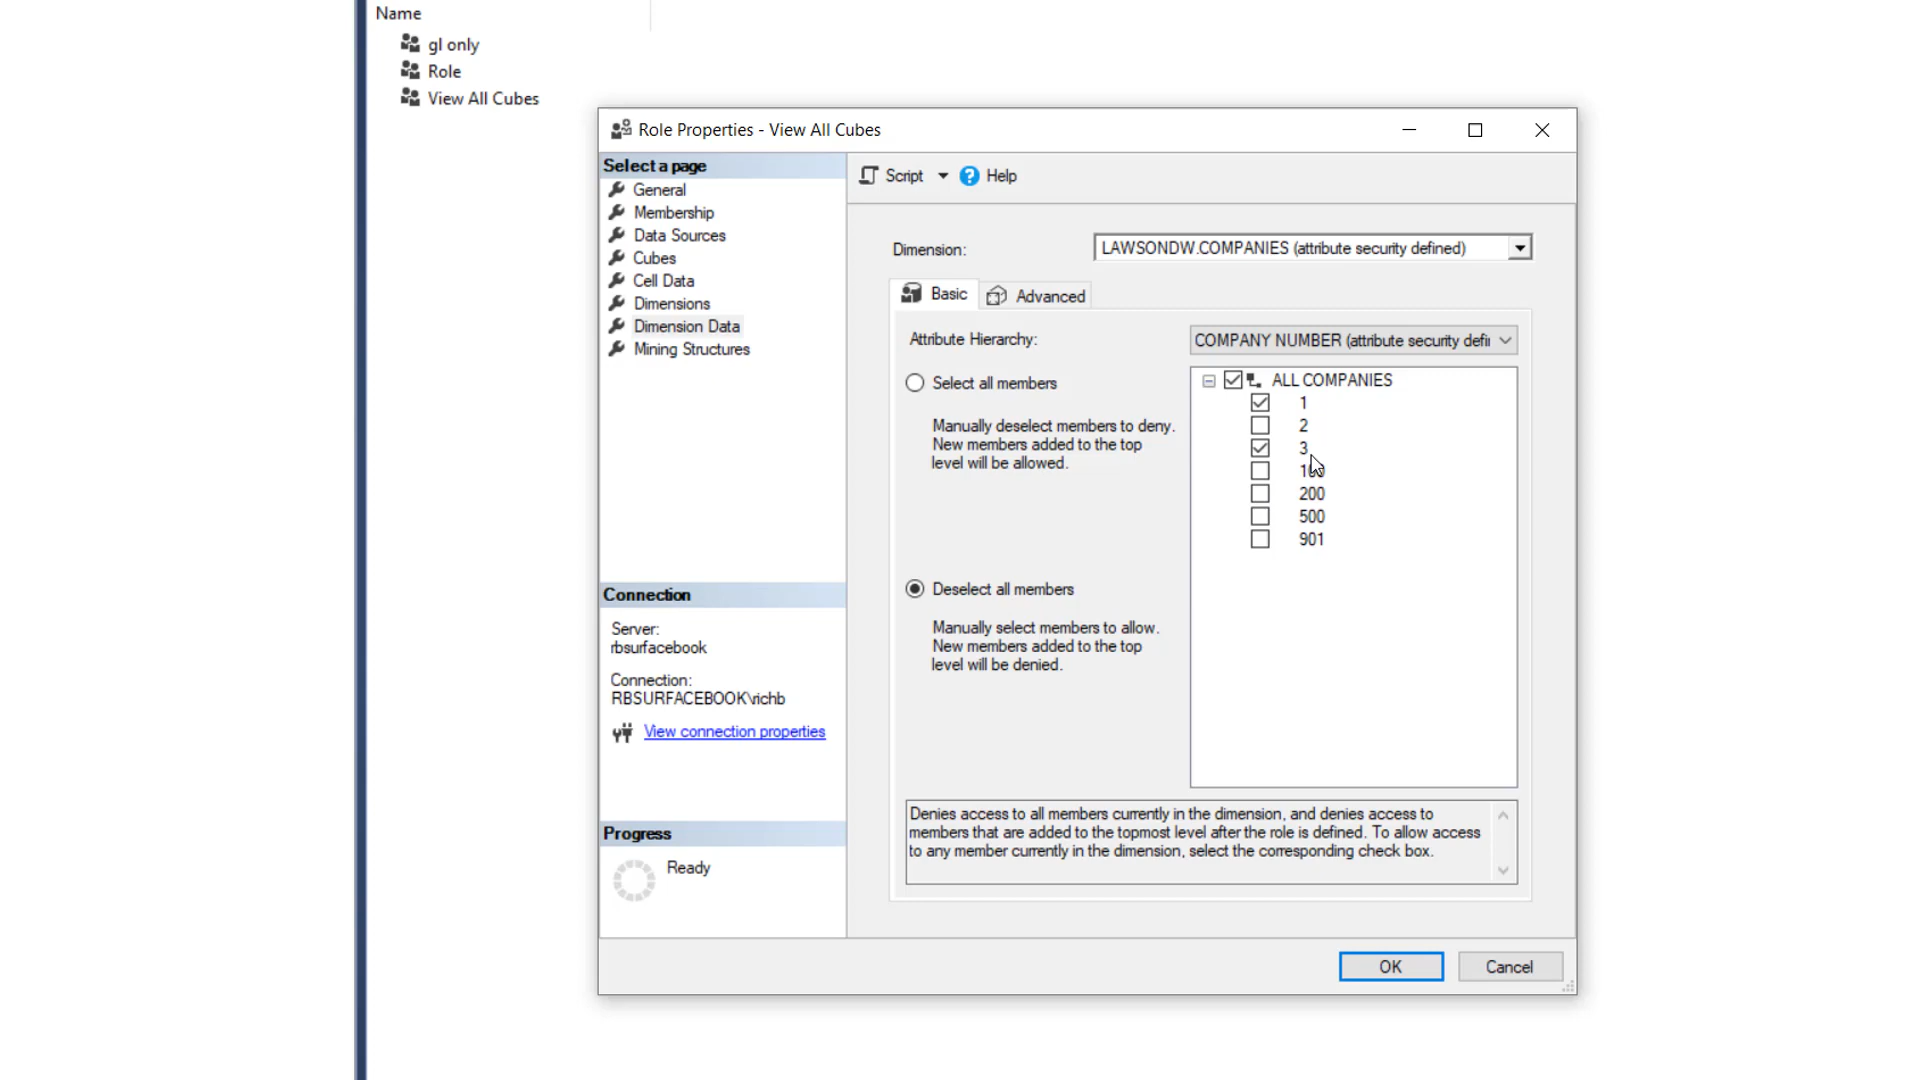 Name
gl only
Role
View All Cubes
Role Properties - View All Cubes
Select a page
General
Membership
Data Sources
Cubes
Cell Data
Dimensions
Dimension Data
Mining Structures
Connection
Server:
rbsurfacebook
Connection:
RBSURFACEBOOK\richb
View connection properties
Progress
Ready
Script
Help
Dimension:
LAWSONDW.COMPANIES (attribute security defined)
Basic
Advanced
Attribute Hierarchy:
COMPANY NUMBER (attribute security defi
Select all members
Manually deselect members to deny.
New members added to the top
level will be allowed.
Deselect all members
Manually select members to allow.
New members added to the top
level will be denied.
ALL COMPANIES
1
2
3
200
500
901
Denies access to all members currently in the dimension, and denies access to
members that are added to the topmost level after the role is defined. To allow access
to any member currently in the dimension, select the corresponding check box.
OK
Cancel